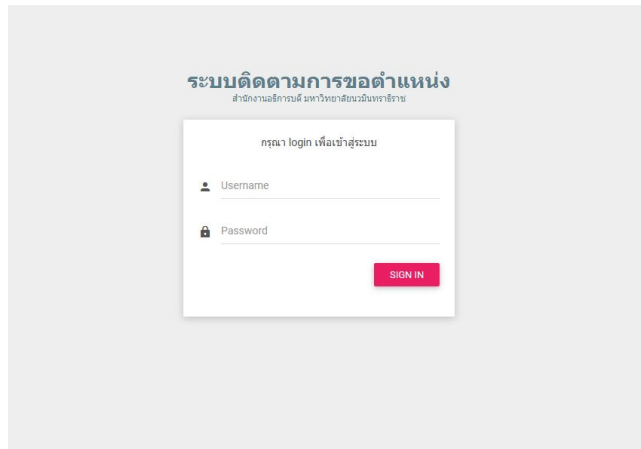 ระบบติดตามการขอตำแหน่ง
สำนักงานอธิการบดี มหาวิทยาลัยนวมินทราธิราช
กรุณา login เพื่อเข้าสู่ระบบ
Username
Password
SIGN IN